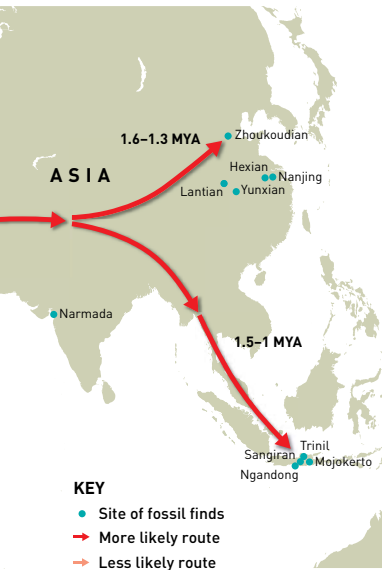 1.6–1.3 MYA
Zhoukoudian
ASIA
Hexian
Nanjing
Lantian
Yunxian
Narmada
1.5–1 MYA
Trinil
Sangiran
Mojokerto
Ngandong
KEY
Site of fossil finds
More likely route
Less likely route